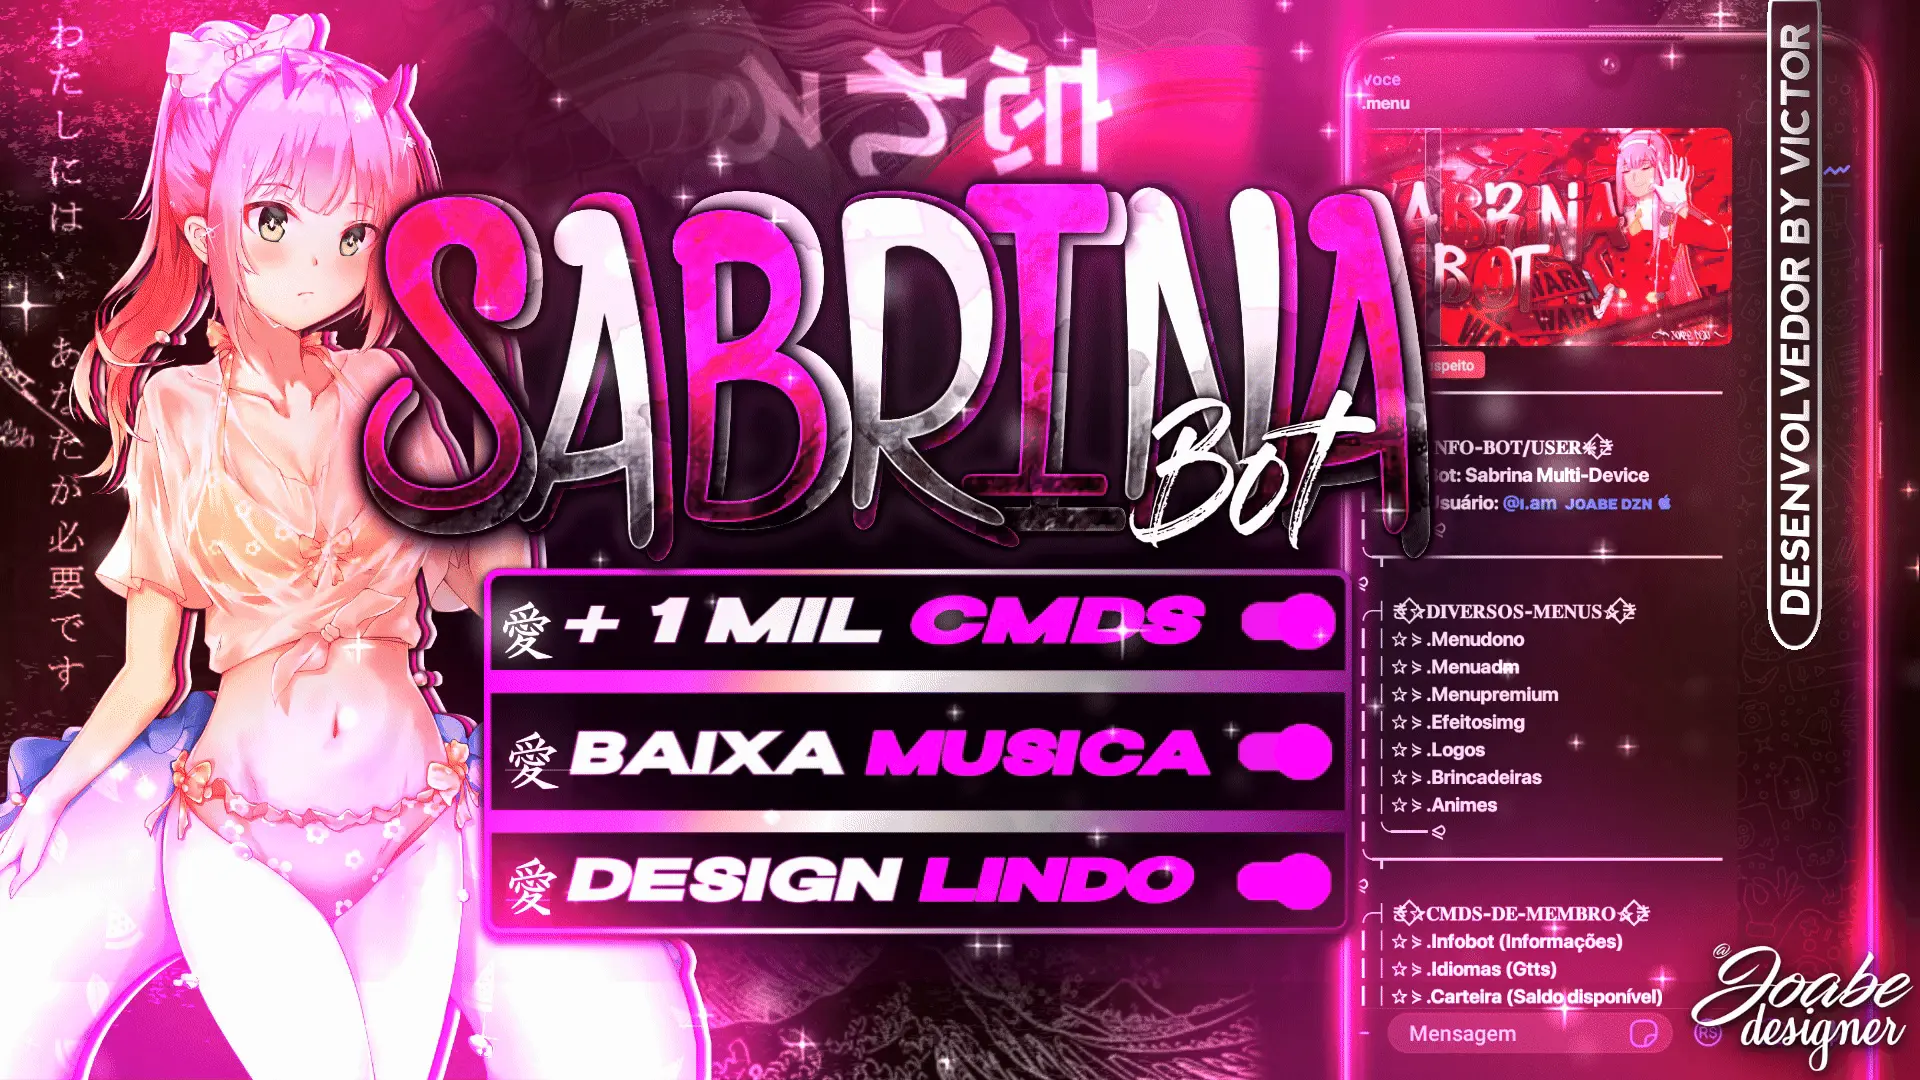 わたしには、あなたが必要です
SABRINA
Bot
愛 + 1 MIL CMDS
愛 BAIXA MUSICA
愛 DESIGN LINDO
.menu
SABRINA
BOT
NFO-BOT/USER
Bot: Sabrina Multi-Device
Usuário: @I.am JOABE DZN
DIVERSOS-MENUS
☆⪖ .Menudono
☆⪖ .Menuadm
☆⪖ .Menupremium
☆⪖ .Efeitosimg
☆⪖ .Logos
☆⪖ .Brincadeiras
☆⪖ .Animes
CMDS-DE-MEMBRO
☆⪖ .Infobot (Informações)
☆⪖ .Idiomas (Gtts)
☆⪖ .Carteira (Saldo disponível)
Mensagem
DESENVOLVEDOR BY VICTOR
@Joabe
designer